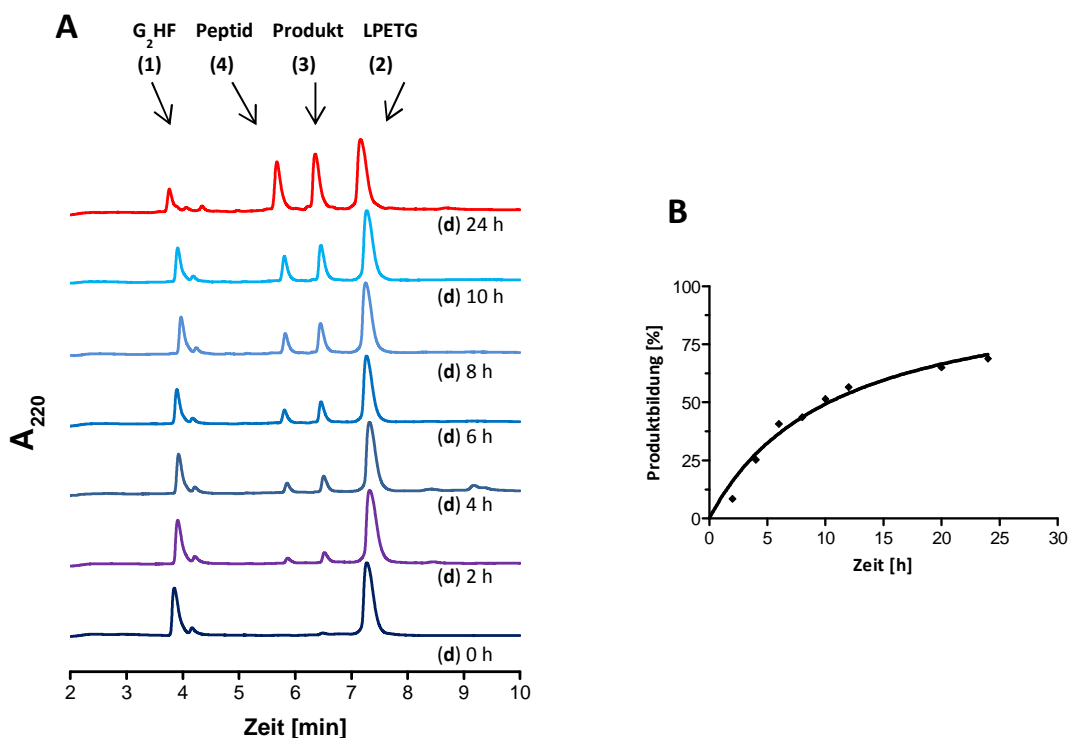 A
G₂HF Peptid Produkt LPETG
(1) (4) (3) (2)
(d) 24 h
(d) 10 h
(d) 8 h
(d) 6 h
(d) 4 h
(d) 2 h
(d) 0 h
A₂₂₀
2 3 4 5 6 7 8 9 10
Zeit [min]
B
Produktbildung [%]
100
75
50
25
0
0 5 10 15 20 25 30
Zeit [h]